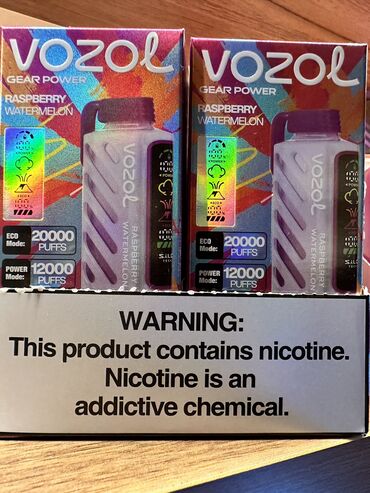 VOZOL
GEAR POWER
RASPBERRY
WATERMELON
ECO
Mode:
20000
PUFFS
POWER
Mode:
12000
PUFFS
VOZOL
RASPBERRY
WATERMELON
VOZOL
GEAR POWER
RASPBERRY
WATERMELON
ECO
Mode:
20000
PUFFS
POWER
Mode:
12000
PUFFS
VOZOL
RASPBERRY
WATERMELON
WARNING:
This product contains nicotine.
Nicotine is an
addictive chemical.